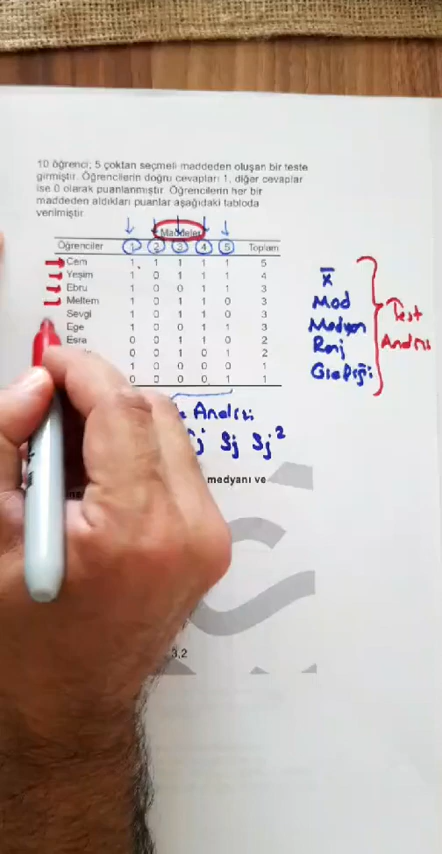 10 öğrenci; 5 çoktan seçmeli maddeden oluşan bir teste
girmiştir. Öğrencilerin doğru cevapları 1, diğer cevaplar
ise 0 olarak puanlanmıştır. Öğrencilerin her bir
maddeden aldıkları puanlar aşağıdaki tabloda
verilmiştir.
Maddeler
Öğrenciler 1 2 3 4 5 Toplam
Cem 1 1 1 1 1 5
Yeşim 1 0 1 1 1 4
Ebru 1 0 0 1 1 3
Meltem 1 0 1 1 0 3
Sevgi 1 0 1 1 0 3
Ege 1 0 0 1 1 3
Esra 0 0 1 1 0 2
0 0 1 0 1 2
1 0 0 0 0 1
0 0 0 0 1 1
x̄
Mod
Medyan
Ranj
Test
Analizi
Analizi
Sj Sj²
medyanı ve
3,2